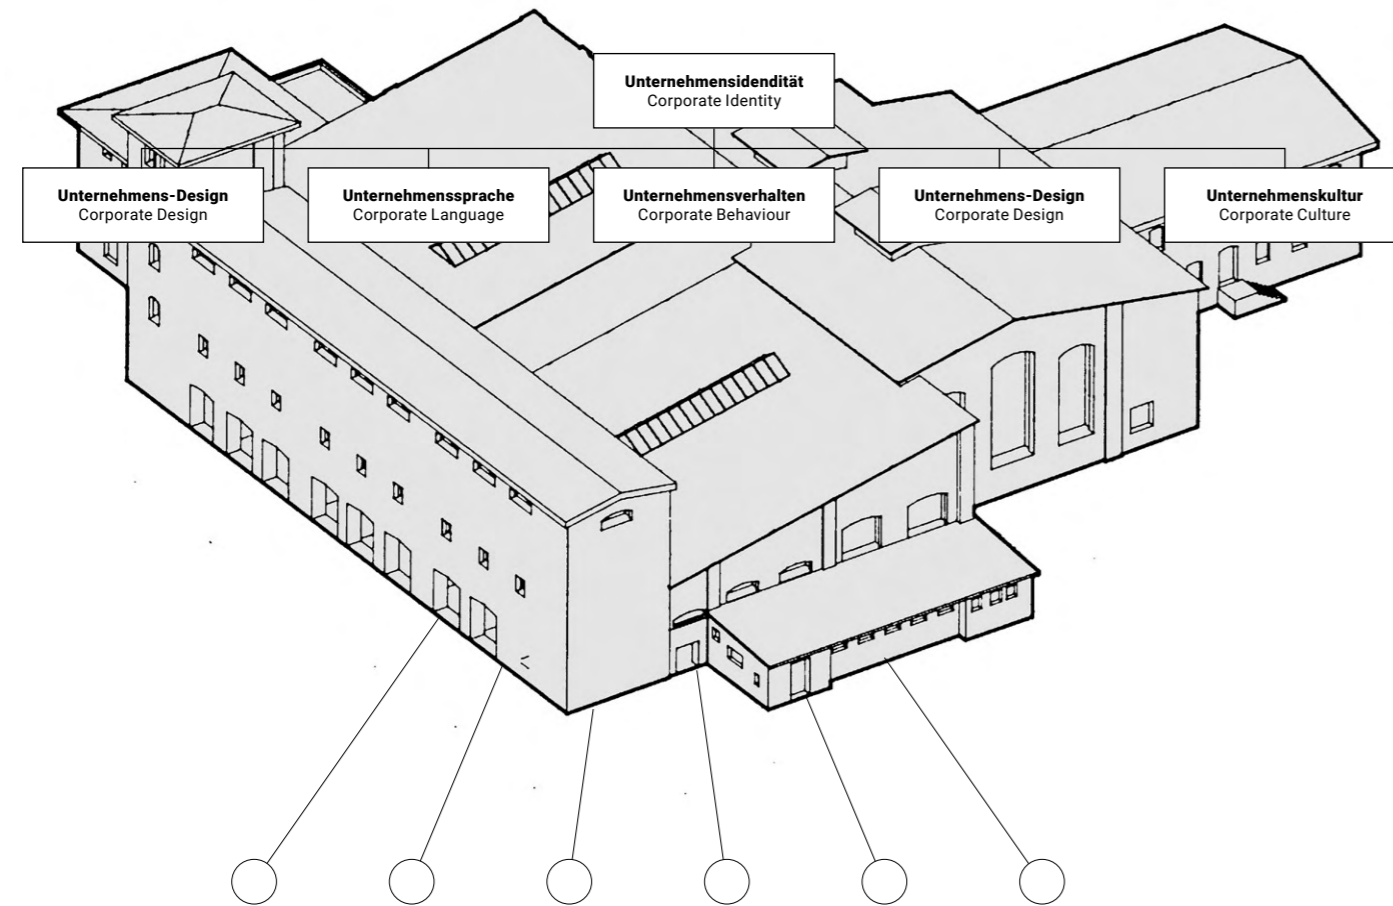 Unternehmensidendität
Corporate Identity
Unternehmens-Design
Corporate Design
Unternehmenssprache
Corporate Language
Unternehmensverhalten
Corporate Behaviour
Unternehmens-Design
Corporate Design
Unternehmenskultur
Corporate Culture